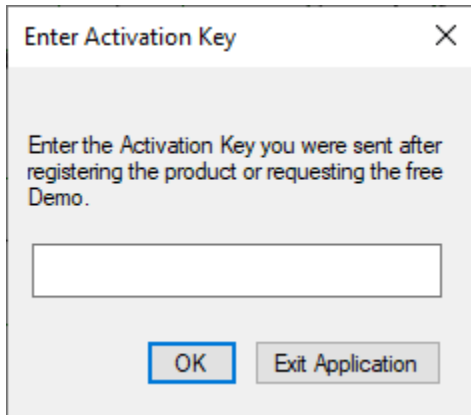 Enter Activation Key
Enter the Activation Key you were sent after
registering the product or requesting the free
Demo.
OK Exit Application